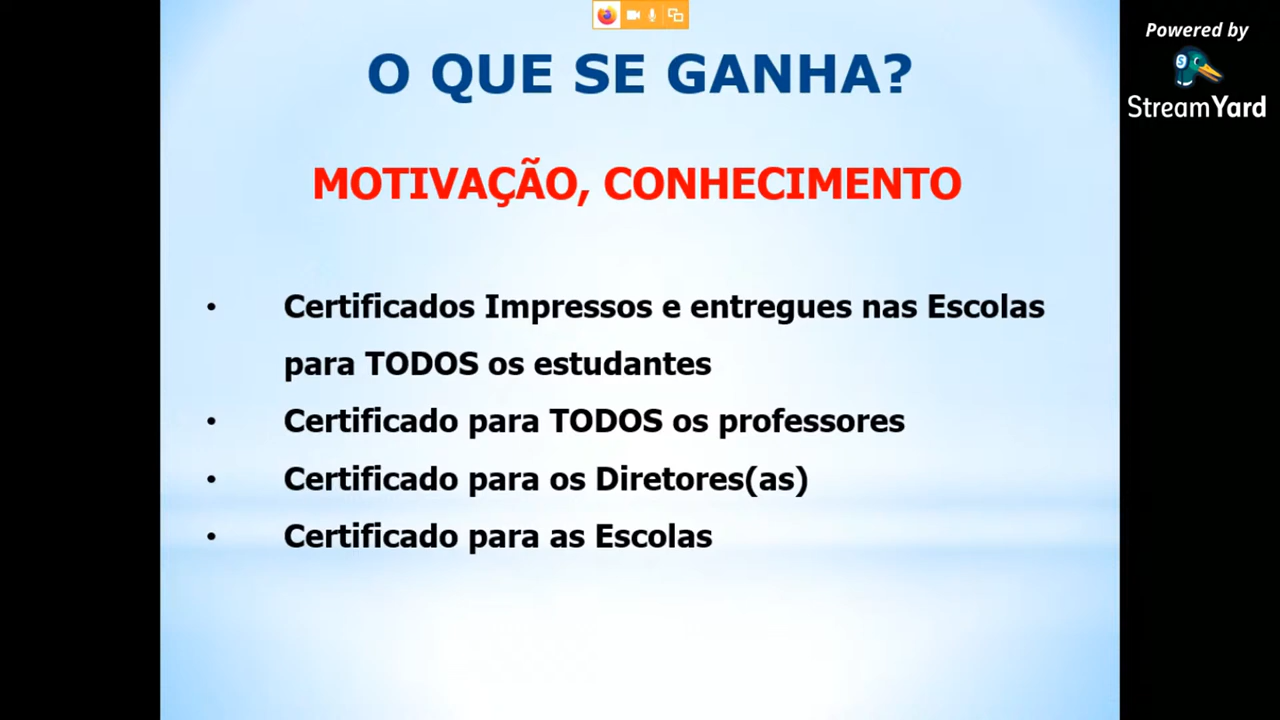 O QUE SE GANHA?
Powered by
StreamYard
MOTIVAÇÃO, CONHECIMENTO
• Certificados Impressos e entregues nas Escolas
para TODOS os estudantes
• Certificado para TODOS os professores
• Certificado para os Diretores(as)
• Certificado para as Escolas